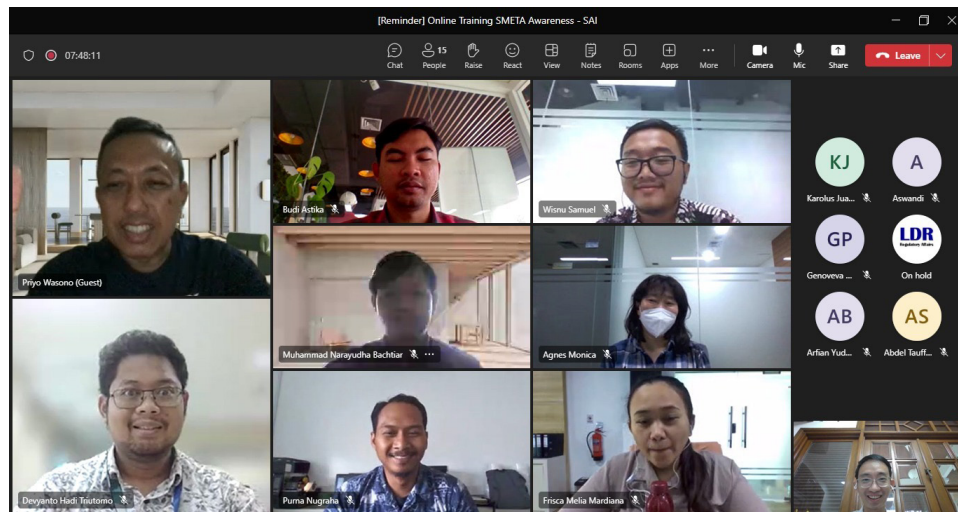 [Reminder] Online Training SMETA Awareness - SAI
07:48:11
15
Chat People Raise React View Notes Rooms Apps More Camera Mic Share Leave
Priyo Wasono (Guest)
Budi Astika
Wisnu Samuel
Muhammad Narayudha Bachtiar
Agnes Monica
Devyanto Hadi Triutomo
Purna Nugraha
Frisca Melia Mardiana
KJ
Karolus Jua...
A
Aswandi
GP
Genoveva ...
LDR
Regulatory Affairs
On hold
AB
Arfian Yud...
AS
Abdel Tauff...